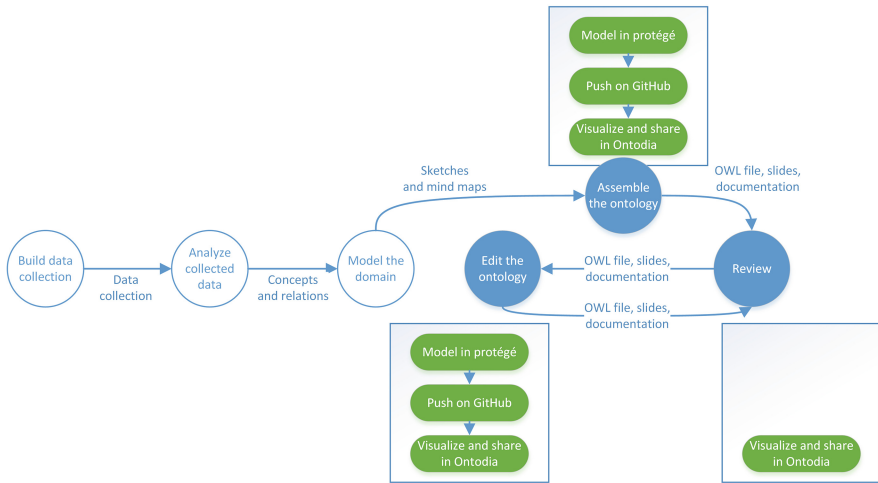 Model in protégé
Push on GitHub
Visualize and share
in Ontodia
Sketches
and mind maps
Assemble
the ontology
OWL file, slides,
documentation
Build data
collection
Data
collection
Analyze
collected
data
Concepts
and relations
Model the
domain
Edit the
ontology
OWL file, slides,
documentation
Review
OWL file, slides,
documentation
Model in protégé
Push on GitHub
Visualize and share
in Ontodia
Visualize and share
in Ontodia